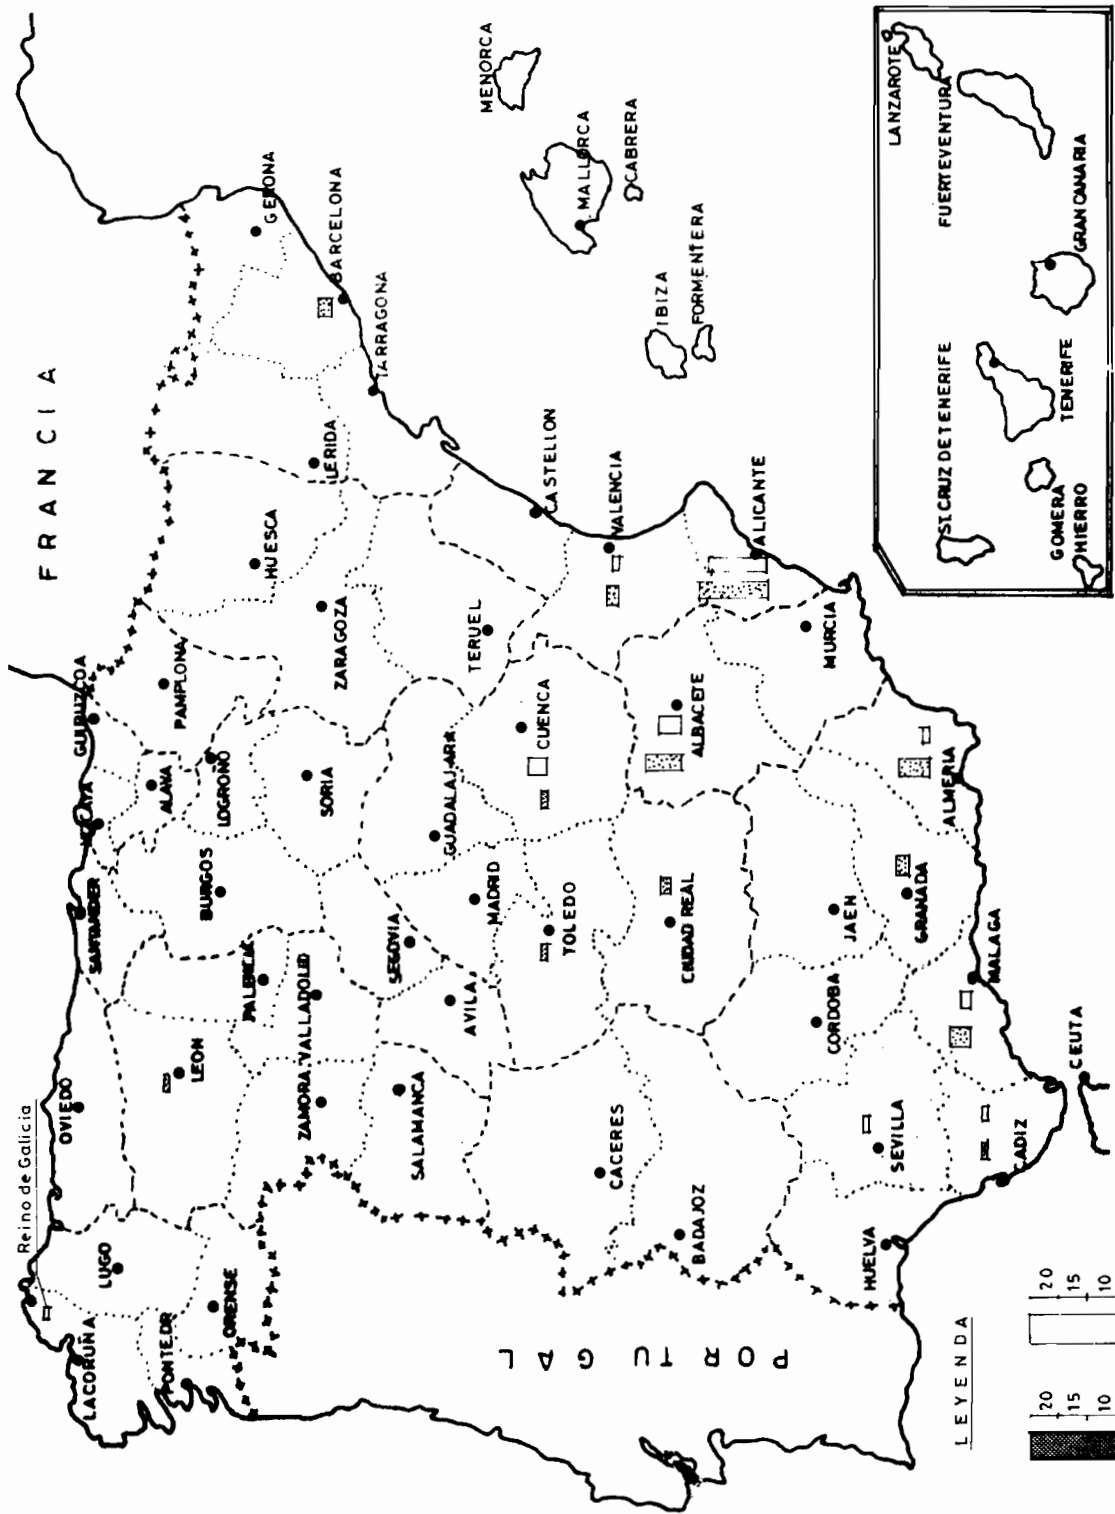 FRANCIA
Reino de Galicia
OVIEDO
SANTANDER
LACORUÑA
LUGO
PONTEDR
ORENSE
LEON
PALENCIA
BURGOS
ALAVA
PAMPLONA
LOGROÑO
HUESCA
LERIDA
GERONA
BARCELONA
TARRAGONA
ZAMORA
VALLADOLID
SORIA
ZARAGOZA
SALAMANCA
SEGOVIA
AVILA
GUADALAJARA
MADRID
TERUEL
CASTELLON
MENORCA
MALLORCA
CABRERA
IBIZA
FORMENTERA
PORTUGAL
CACERES
TOLEDO
CUENCA
VALENCIA
BADAJOZ
CIUDAD REAL
ALBACETE
ALICANTE
HUELVA
SEVILLA
CORDOBA
JAEN
GRANADA
MURCIA
ALMERIA
CADIZ
MALAGA
CEUTA
LANZAROTE
FUERTEVENTURA
GRAN CANARIA
ST.CRUZ DE TENERIFE
TENERIFE
GOMERA
HIERRO
LEYENDA
20
15
10
20
15
10